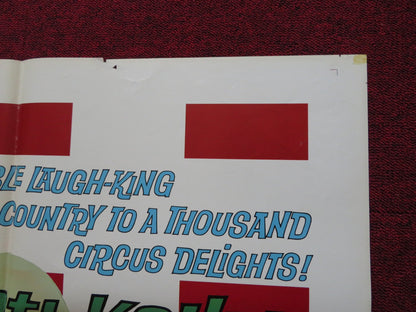 LAUGH-KING
COUNTRY TO A THOUSAND
CIRCUS DELIGHTS!